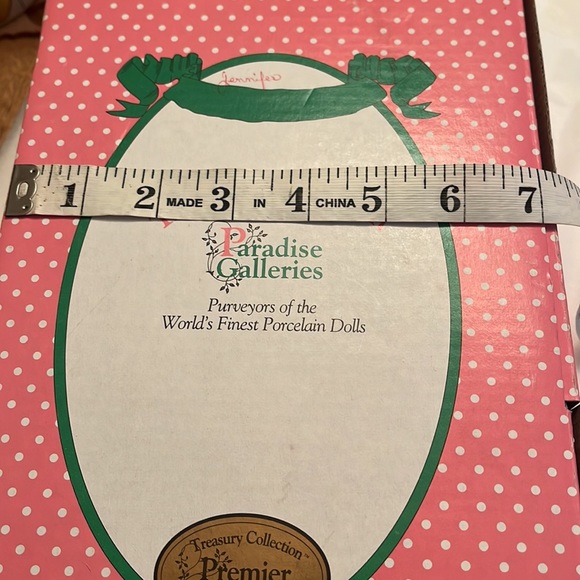 Jennifer
1 2 MADE 3 IN 4 CHINA 5 6 7
Paradise
Galleries
Purveyors of the
World's Finest Porcelain Dolls
Treasury Collection™
Premier